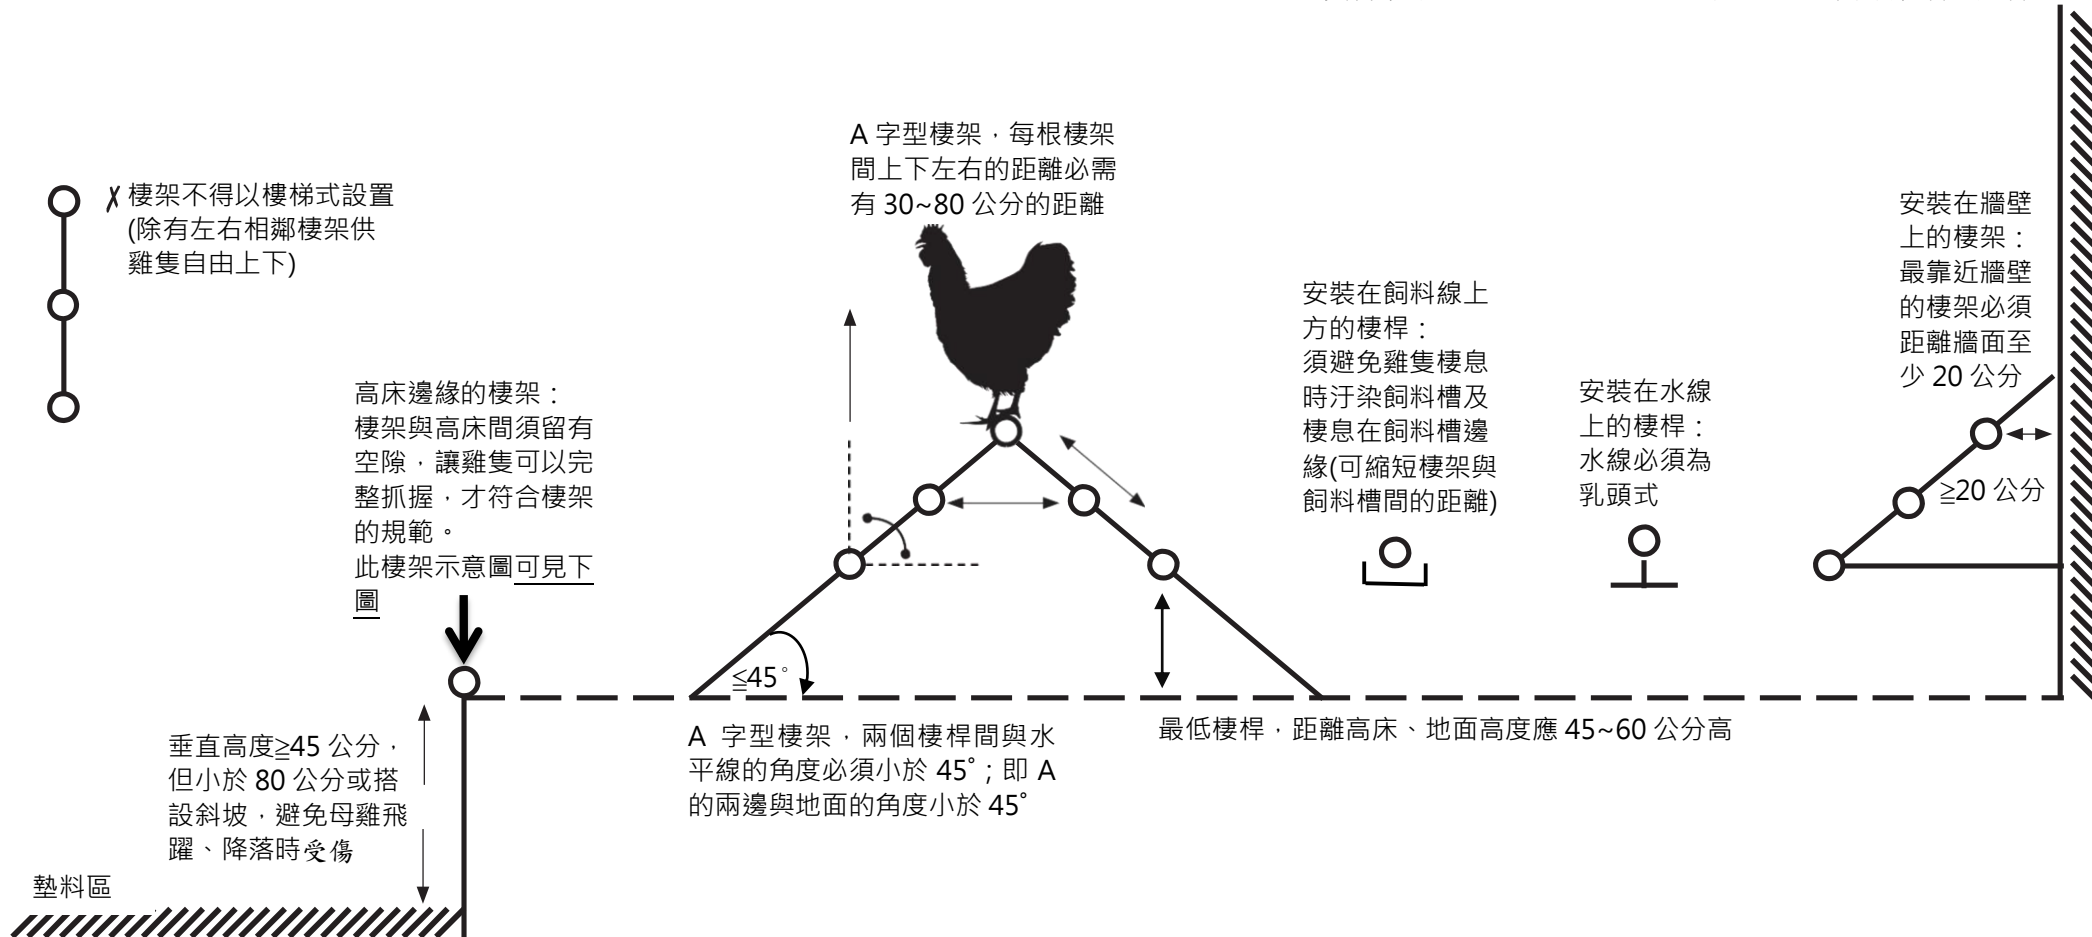 ✗ 棲架不得以樓梯式設置
(除有左右相鄰棲架供
雞隻自由上下)
高床邊緣的棲架：
棲架與高床間須留有
空隙，讓雞隻可以完
整抓握，才符合棲架
的規範。
此棲架示意圖可見下
圖
A 字型棲架，每根棲架
間上下左右的距離必需
有 30~80 公分的距離
安裝在飼料線上
方的棲桿：
須避免雞隻棲息
時汙染飼料槽及
棲息在飼料槽邊
緣(可縮短棲架與
飼料槽間的距離)
安裝在水線
上的棲桿：
水線必須為
乳頭式
安裝在牆壁
上的棲架：
最靠近牆壁
的棲架必須
距離牆面至
少 20 公分
≧20 公分
≦45°
垂直高度≧45 公分，
但小於 80 公分或搭
設斜坡，避免母雞飛
躍、降落時受傷
墊料區
A 字型棲架，兩個棲桿間與水
平線的角度必須小於 45°；即 A
的兩邊與地面的角度小於 45°
最低棲桿，距離高床、地面高度應 45~60 公分高